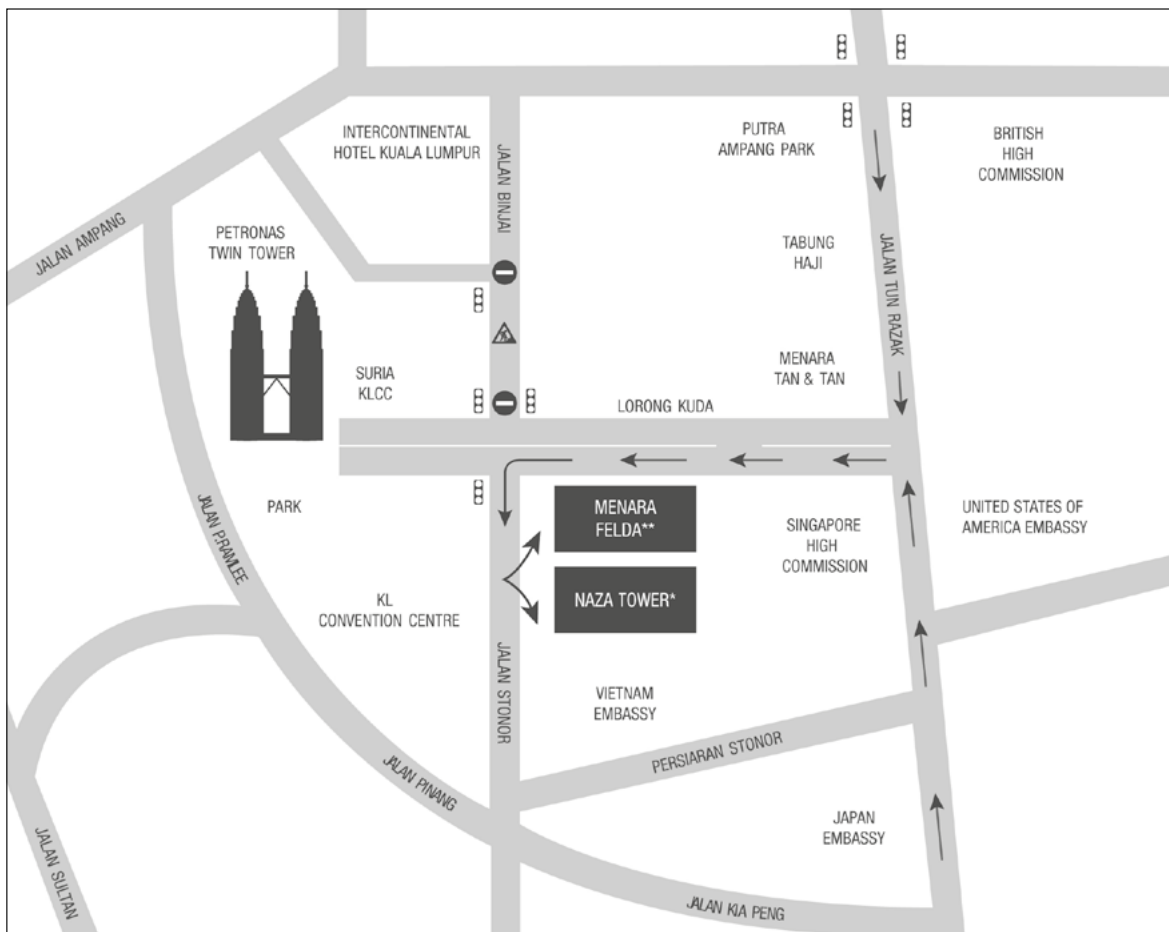 INTERCONTINENTAL
HOTEL KUALA LUMPUR
JALAN BINJAI
PUTRA
AMPANG PARK
BRITISH
HIGH
COMMISSION
JALAN AMPANG
PETRONAS
TWIN TOWER
TABUNG
HAJI
JALAN TUN RAZAK
SURIA
KLCC
MENARA
TAN & TAN
LORONG KUDA
PARK
JALAN P.RAMLEE
MENARA
FELDA**
SINGAPORE
HIGH
COMMISSION
UNITED STATES OF
AMERICA EMBASSY
NAZA TOWER*
KL
CONVENTION CENTRE
JALAN STONOR
VIETNAM
EMBASSY
PERSIARAN STONOR
JALAN PINANG
JAPAN
EMBASSY
JALAN SULTAN
JALAN KIA PENG